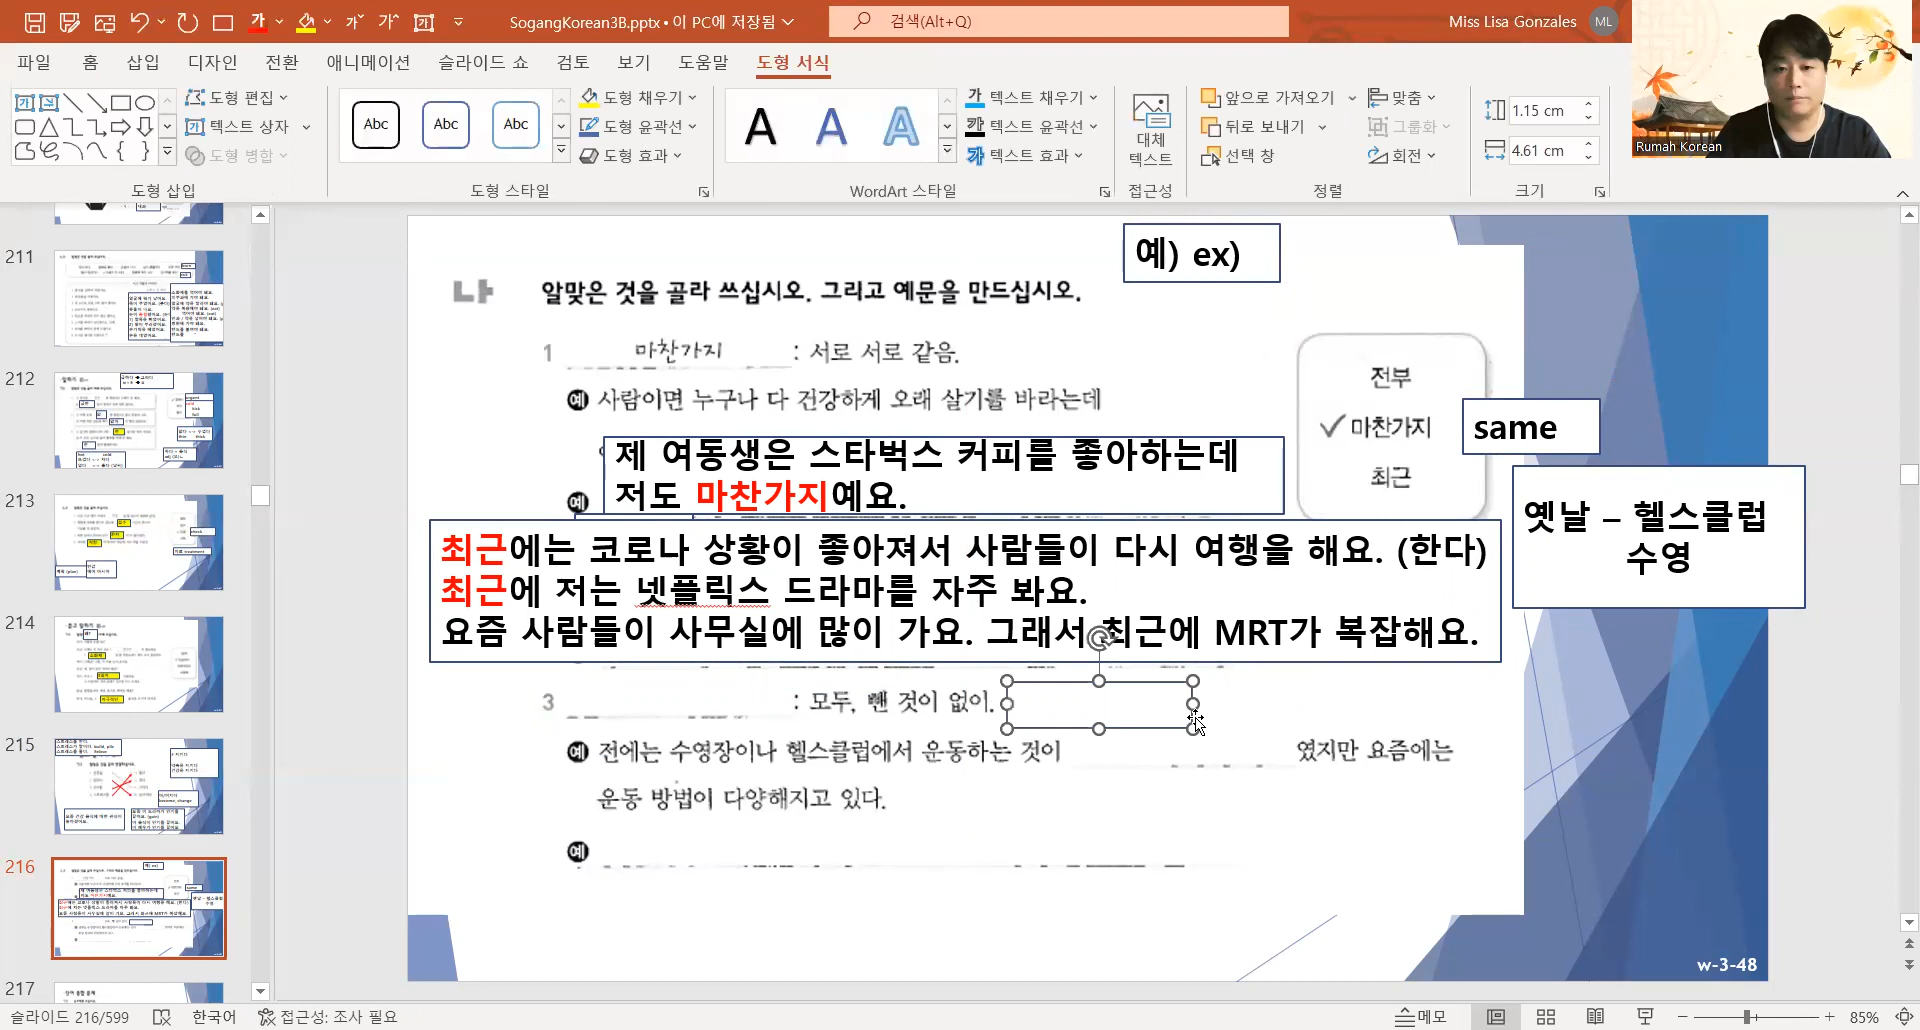 SogangKorean3B.pptx • 이 PC에 저장됨
검색(Alt+Q)
Miss Lisa Gonzales
ML
파일 홈 삽입 디자인 전환 애니메이션 슬라이드 쇼 검토 보기 도움말 도형 서식
도형 편집
텍스트 상자
도형 병합
도형 삽입
Abc Abc Abc
도형 채우기
도형 윤곽선
도형 효과
도형 스타일
A A A
텍스트 채우기
텍스트 윤곽선
텍스트 효과
WordArt 스타일
대체
텍스트
접근성
앞으로 가져오기
뒤로 보내기
선택 창
맞춤
그룹화
회전
정렬
1.15 cm
4.61 cm
크기
Rumah Korean
211
212
213
214
215
216
217
예) ex)
나 알맞은 것을 골라 쓰십시오. 그리고 예문을 만드십시오.
1 마찬가지 : 서로 서로 같음.
예 사람이면 누구나 다 건강하게 오래 살기를 바라는데
전부
✓ 마찬가지
최근
same
제 여동생은 스타벅스 커피를 좋아하는데
저도 마찬가지예요.
예
옛날 – 헬스클럽
수영
최근에는 코로나 상황이 좋아져서 사람들이 다시 여행을 해요. (한다)
최근에 저는 넷플릭스 드라마를 자주 봐요.
요즘 사람들이 사무실에 많이 가요. 그래서 최근에 MRT가 복잡해요.
3 : 모두, 뺀 것이 없이.
예 전에는 수영장이나 헬스클럽에서 운동하는 것이 였지만 요즘에는
운동 방법이 다양해지고 있다.
예
w-3-48
슬라이드 216/599 한국어 접근성: 조사 필요
메모
85%